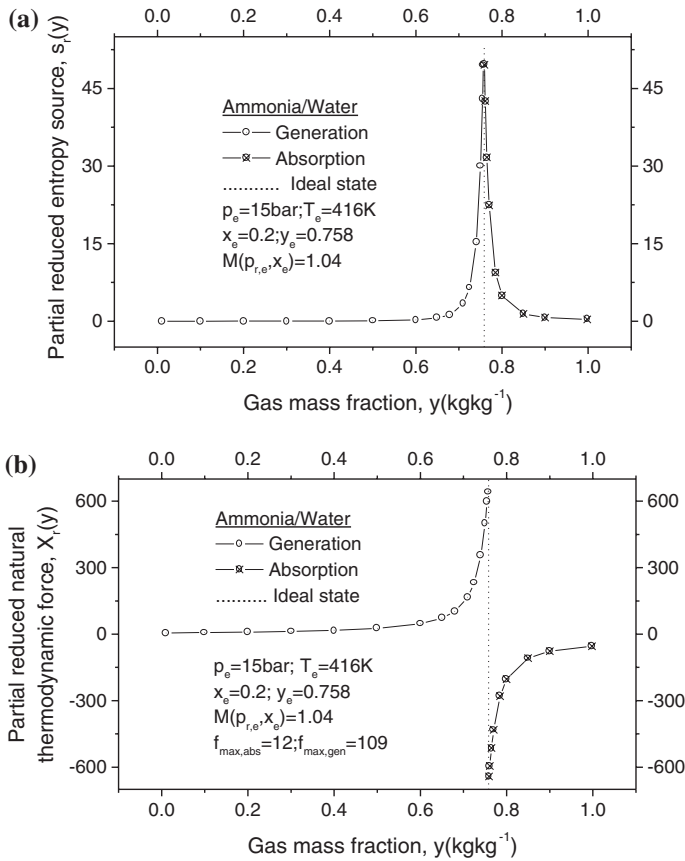 (a)
0.0 0.2 0.4 0.6 0.8 1.0
Partial reduced entropy source, s_r(y)
45 45
30 30
15 15
0 0
Ammonia/Water
Generation
Absorption
Ideal state
p_e=15bar;T_e=416K
x_e=0.2;y_e=0.758
M(p_r,e,x_e)=1.04
0.0 0.2 0.4 0.6 0.8 1.0
Gas mass fraction, y(kgkg⁻¹)
(b)
0.0 0.2 0.4 0.6 0.8 1.0
Partial reduced natural
thermodynamic force, X_r(y)
600 600
300 300
0 0
-300 -300
-600 -600
Ammonia/Water
Generation
Absorption
Ideal state
p_e=15bar; T_e=416K
x_e=0.2; y_e=0.758
M(p_r,e,x_e)=1.04
f_max,abs=12;f_max,gen=109
0.0 0.2 0.4 0.6 0.8 1.0
Gas mass fraction, y(kgkg⁻¹)